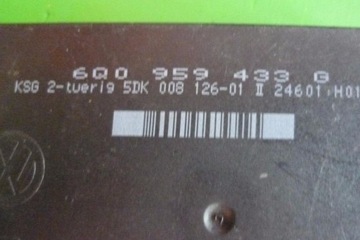 6Q0 959 433 G
KSG 2-tuerig 5DK 008 126-01 II 24601 H01